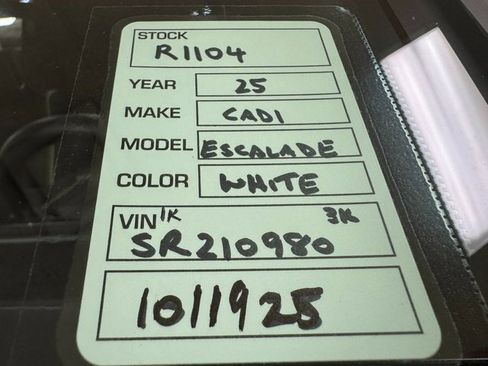 STOCK
R1104
YEAR 25
MAKE CADI
MODEL ESCALADE
COLOR WHITE
VIN 1K 3K
SR210980
1011925